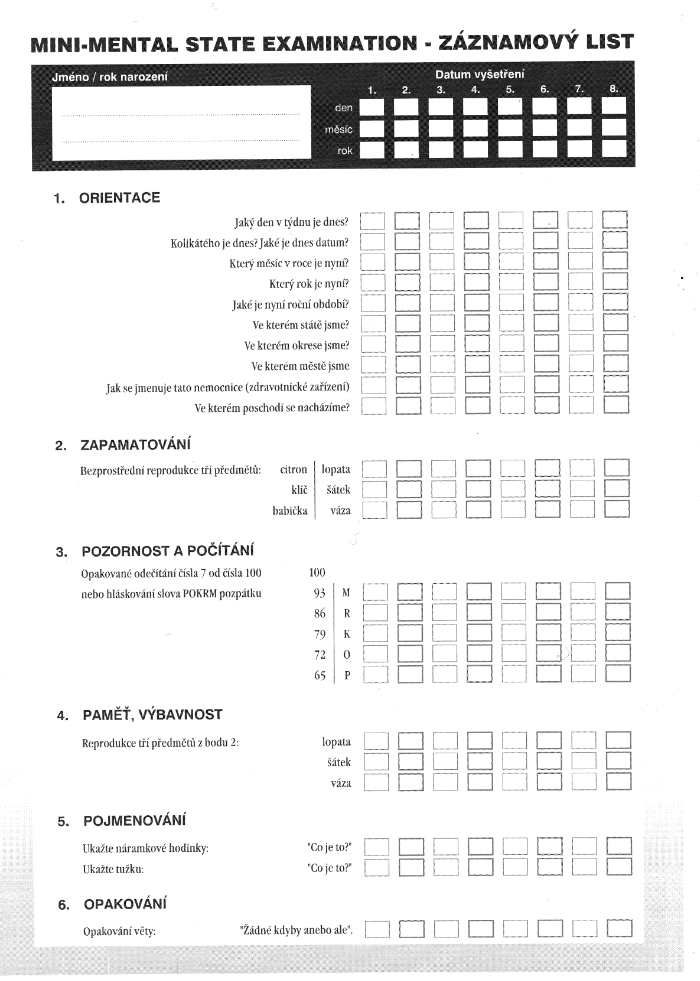 MINI-MENTAL STATE EXAMINATION - ZÁZNAMOVÝ LIST
Jméno / rok narození
Datum vyšetření
1. 2. 3. 4. 5. 6. 7. 8.
den
měsíc
rok
1. ORIENTACE
Jaký den v týdnu je dnes?
Kolikátého je dnes? Jaké je dnes datum?
Který měsíc v roce je nyní?
Který rok je nyní?
Jaké je nyní roční období?
Ve kterém státě jsme?
Ve kterém okrese jsme?
Ve kterém městě jsme
Jak se jmenuje tato nemocnice (zdravotnické zařízení)
Ve kterém poschodí se nacházíme?
2. ZAPAMATOVÁNÍ
Bezprostřední reprodukce tří předmětů: citron lopata
klíč šátek
babička váza
3. POZORNOST A POČÍTÁNÍ
Opakované odečítání čísla 7 od čísla 100 100
nebo hláskování slova POKRM pozpátku 93 M
86 R
79 K
72 O
65 P
4. PAMĚŤ, VÝBAVNOST
Reprodukce tří předmětů z bodu 2: lopata
šátek
váza
5. POJMENOVÁNÍ
Ukažte náramkové hodinky: "Co je to?"
Ukažte tužku: "Co je to?"
6. OPAKOVÁNÍ
Opakování věty: "Žádné kdyby anebo ale".